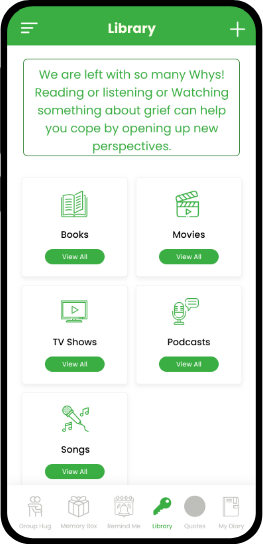 Library
We are left with so many Whys!
Reading or listening or Watching
something about grief can help
you cope by opening up new
perspectives.
Books
View All
Movies
View All
TV Shows
View All
Podcasts
View All
Songs
View All
Group Hug
Memory Box
Remind Me
Library
Quotes
My Diary